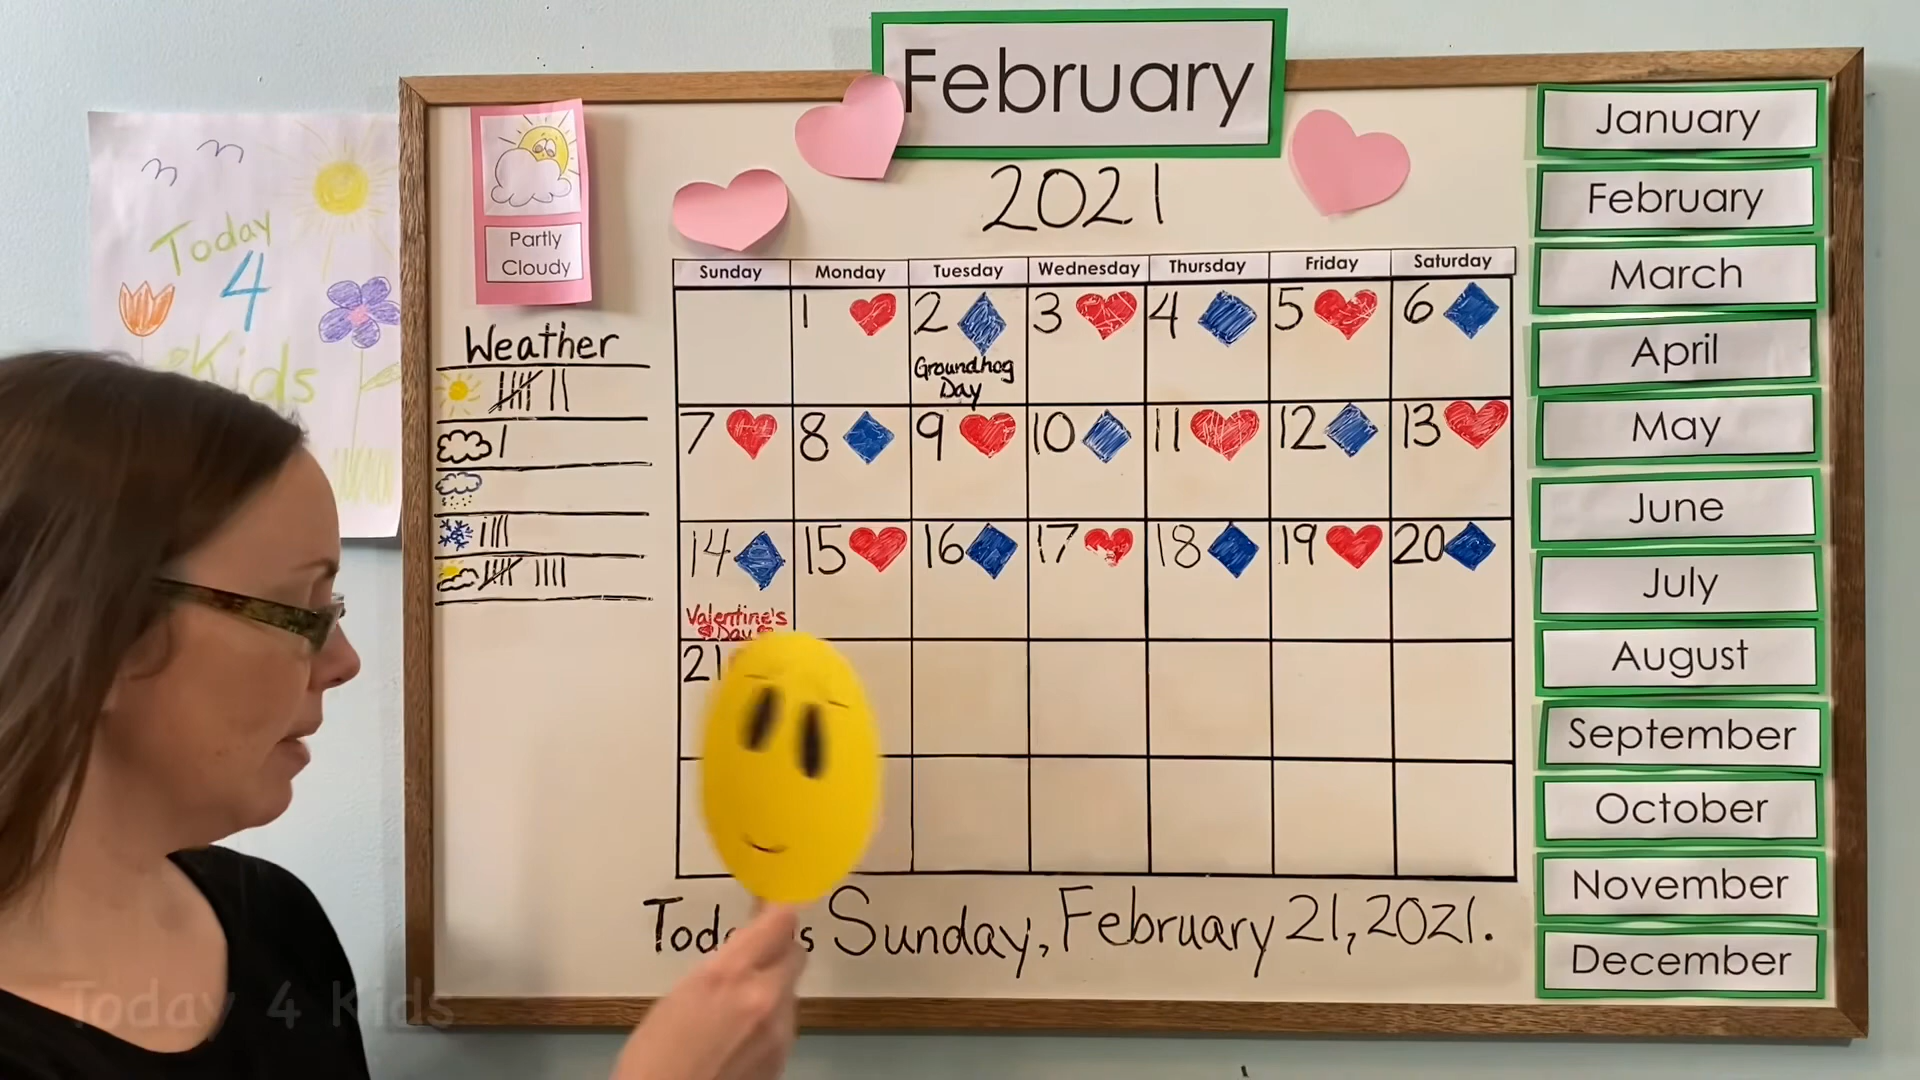 February
2021
Today
4
Kids
Partly
Cloudy
Weather
Sunday Monday Tuesday Wednesday Thursday Friday Saturday
1 2 3 4 5 6
Groundhog
Day
7 8 9 10 11 12 13
14 15 16 17 18 19 20
Valentine's
Day
21
Sunday, February 21, 2021.
January
February
March
April
May
June
July
August
September
October
November
December
Today 4 Kids